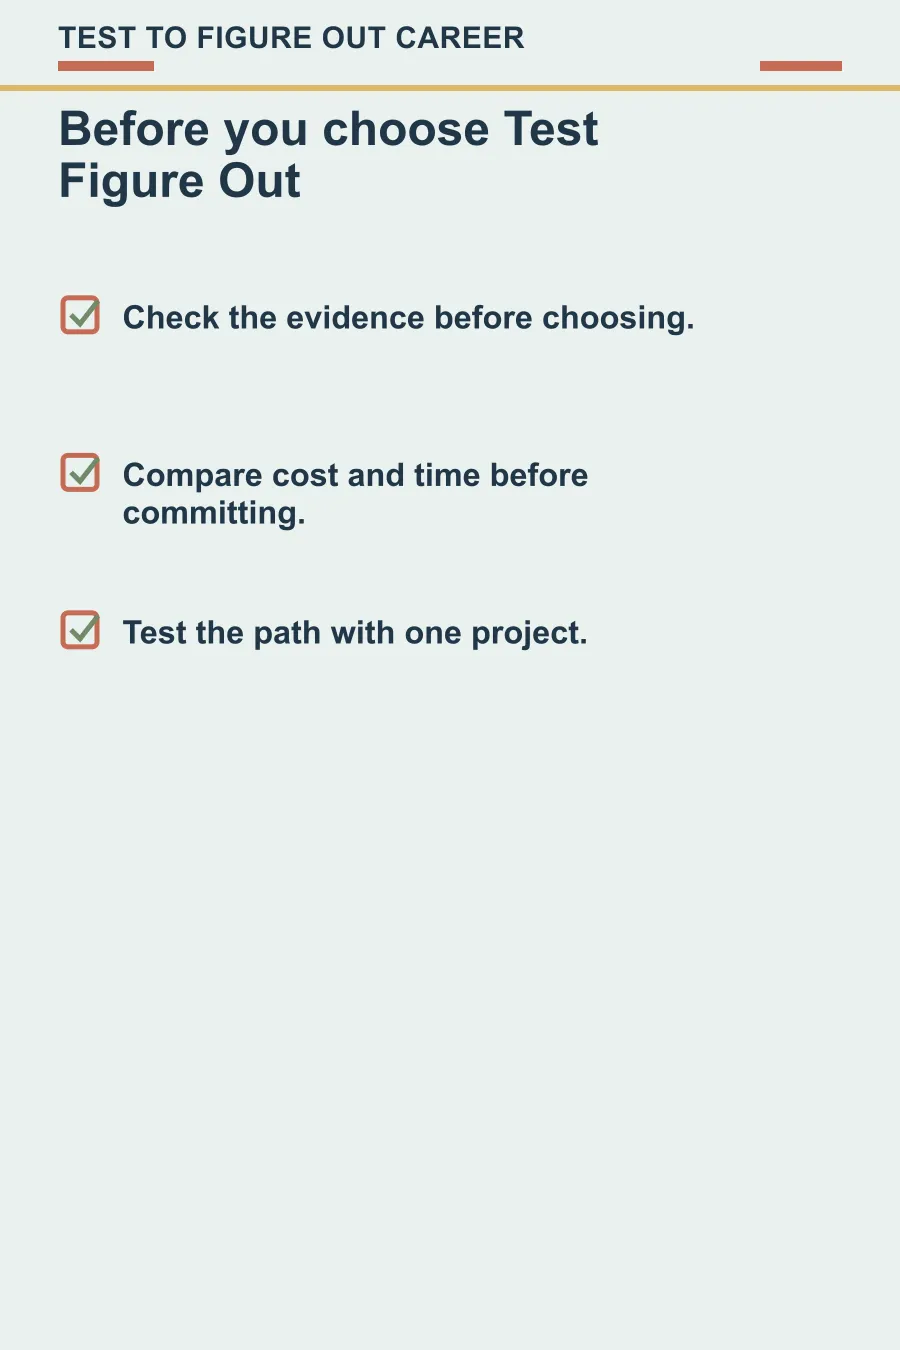 TEST TO FIGURE OUT CAREER
Before you choose Test
Figure Out
Check the evidence before choosing.
Compare cost and time before
committing.
Test the path with one project.